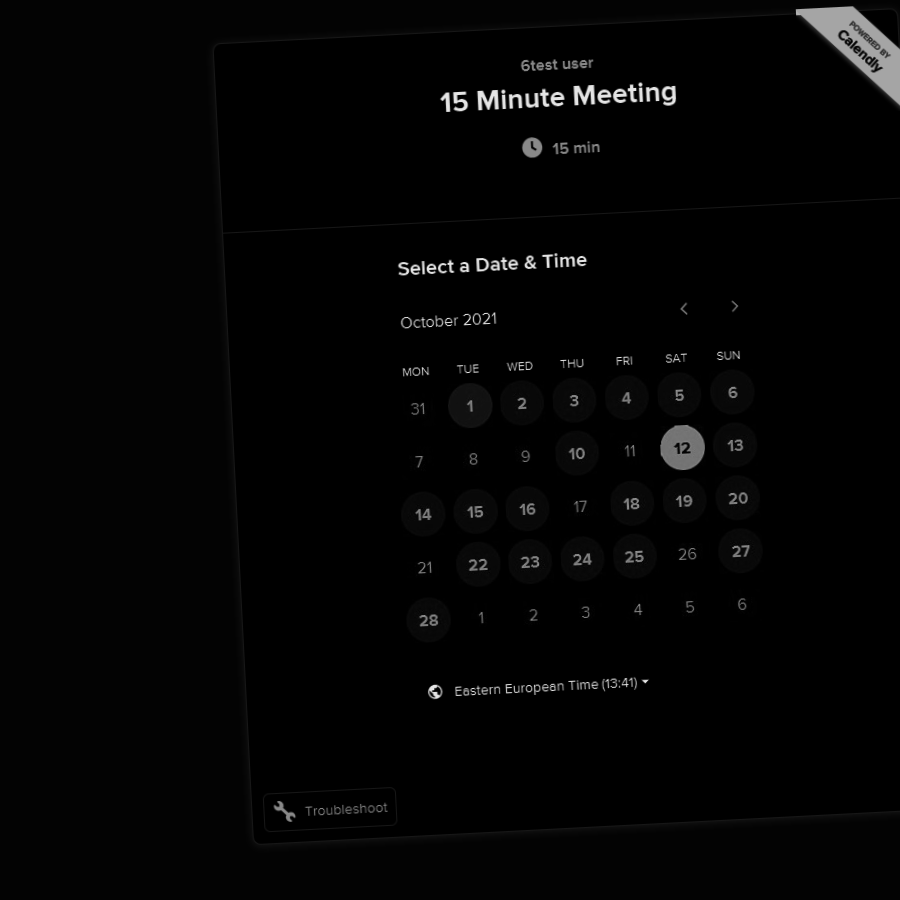 POWERED BY
Calendly
6test user
15 Minute Meeting
15 min
Select a Date & Time
October 2021
MON TUE WED THU FRI SAT SUN
31 1 2 3 4 5 6
7 8 9 10 11 12 13
14 15 16 17 18 19 20
21 22 23 24 25 26 27
28 1 2 3 4 5 6
Eastern European Time (13:41)
Troubleshoot